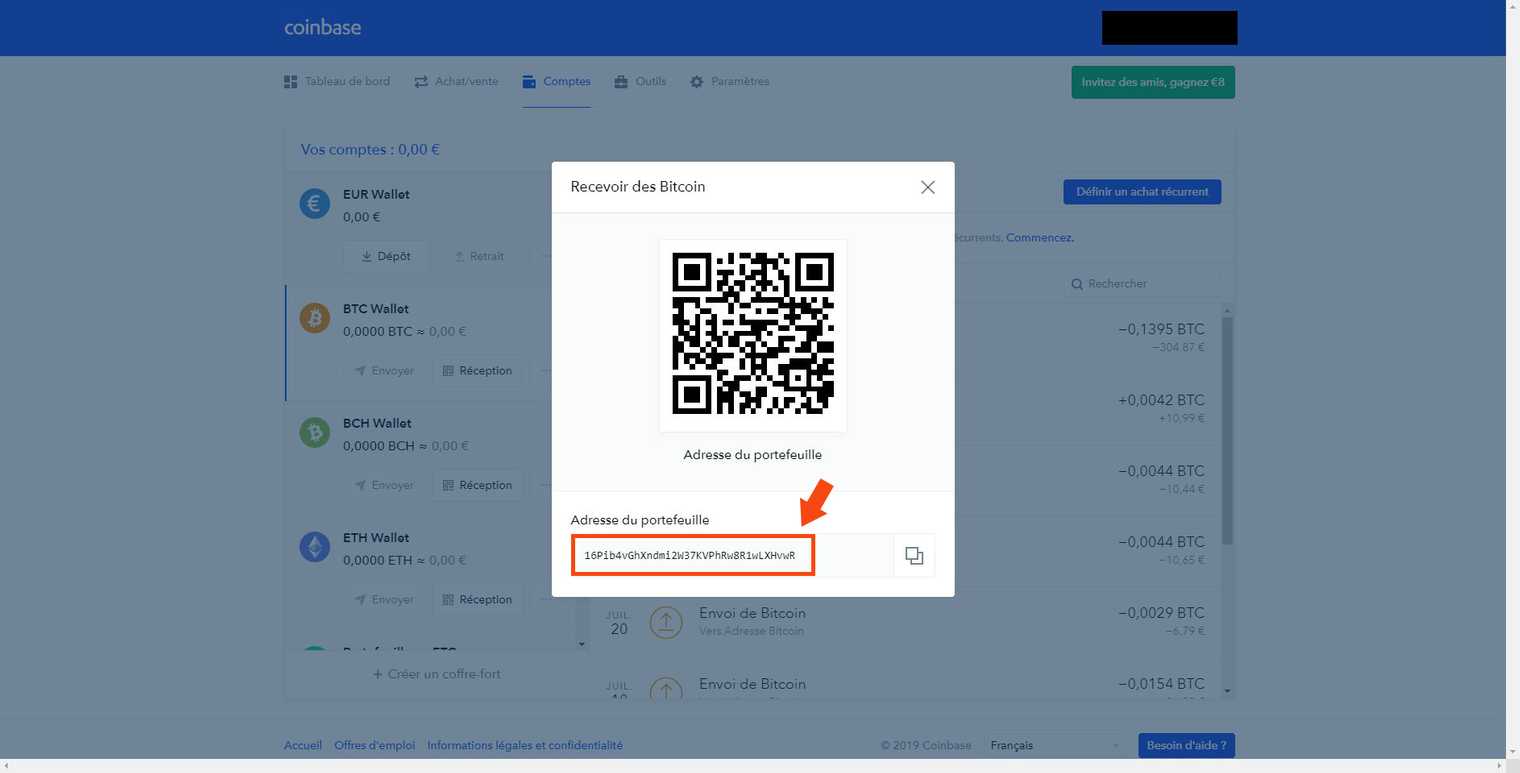 coinbase
Tableau de bord
Achat/vente
Comptes
Outils
Paramètres
Invitez des amis, gagnez €8
Vos comptes : 0,00 €
EUR Wallet
0,00 €
Dépôt
Retrait
BTC Wallet
0,0000 BTC ≈ 0,00 €
Envoyer
Réception
BCH Wallet
0,0000 BCH ≈ 0,00 €
Envoyer
Réception
ETH Wallet
0,0000 ETH ≈ 0,00 €
Envoyer
Réception
+ Créer un coffre-fort
Recevoir des Bitcoin
Adresse du portefeuille
Adresse du portefeuille
16Pib4vGhXndmi2W37KVPhRw8R1wLXHvwR
Définir un achat récurrent
écurrents. Commencez.
Rechercher
−0,1395 BTC
−304,87 €
+0,0042 BTC
+10,99 €
−0,0044 BTC
−10,44 €
−0,0044 BTC
−10,65 €
JUIL.
20
Envoi de Bitcoin
Vers Adresse Bitcoin
−0,0029 BTC
−6,79 €
JUIL.
Envoi de Bitcoin
−0,0154 BTC
Accueil
Offres d'emploi
Informations légales et confidentialité
© 2019 Coinbase
Français
Besoin d'aide ?